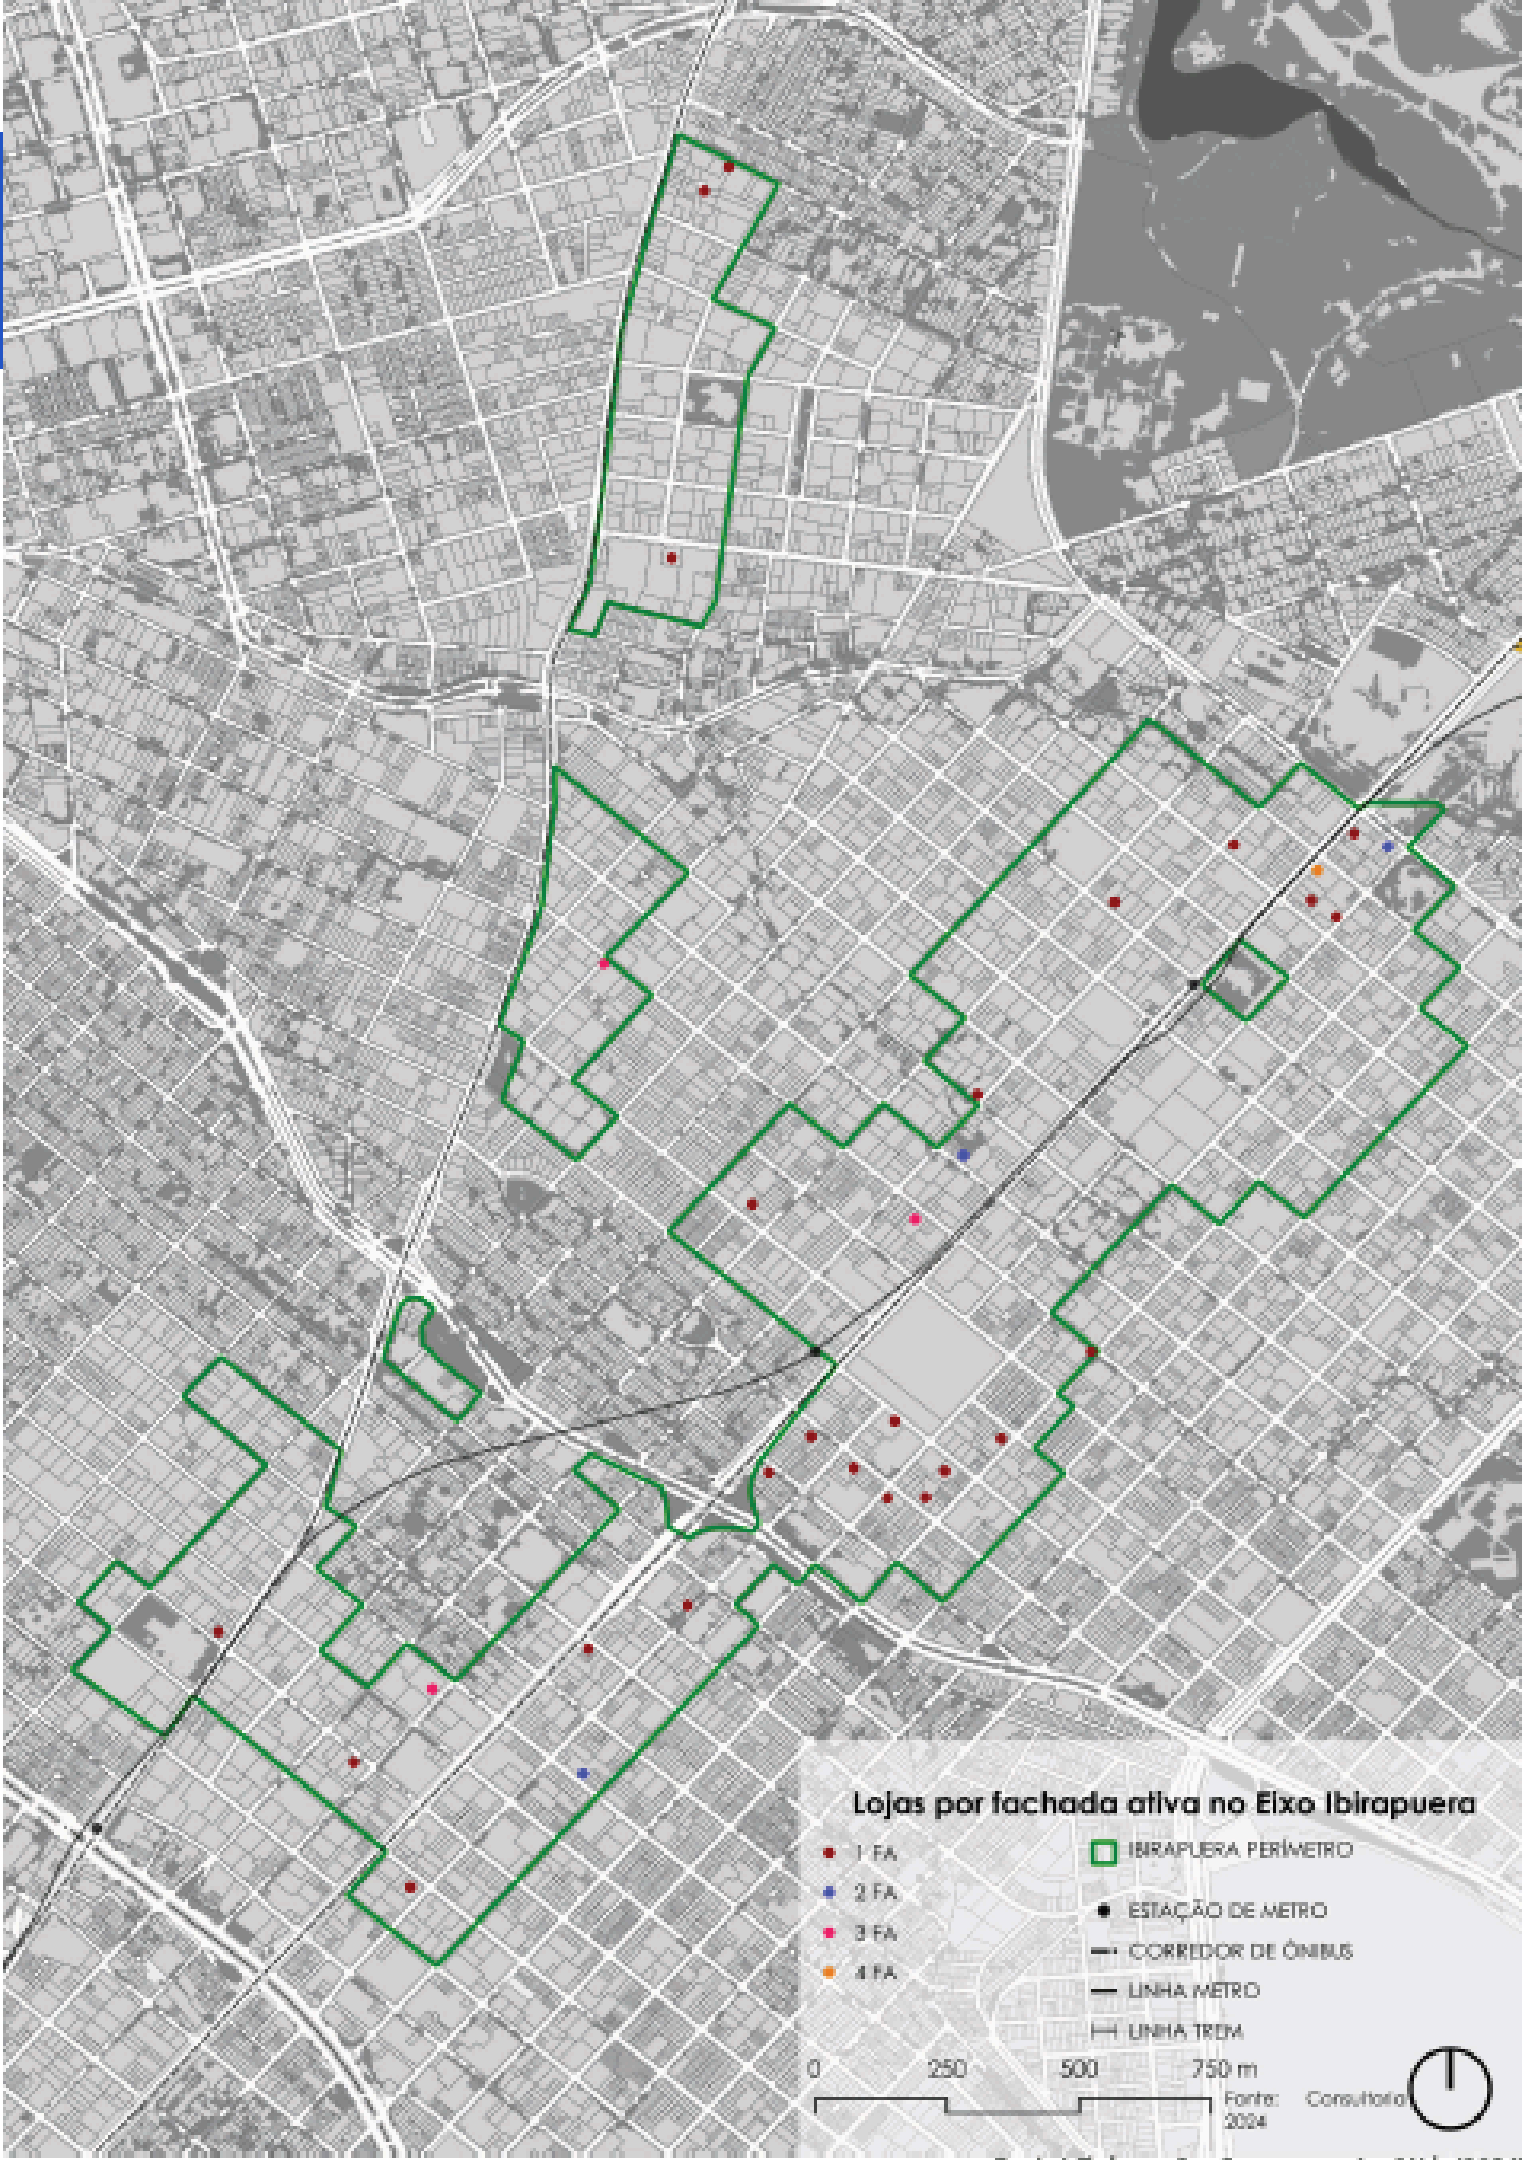 Lojas por fachada ativa no Eixo Ibirapuera
1 FA
2 FA
3 FA
4 FA
IBIRAPUERA PERÍMETRO
ESTAÇÃO DE METRO
CORREDOR DE ÔNIBUS
LINHA METRO
LINHA TREM
0 250 500 750 m
Fonte: Consultoria
2024